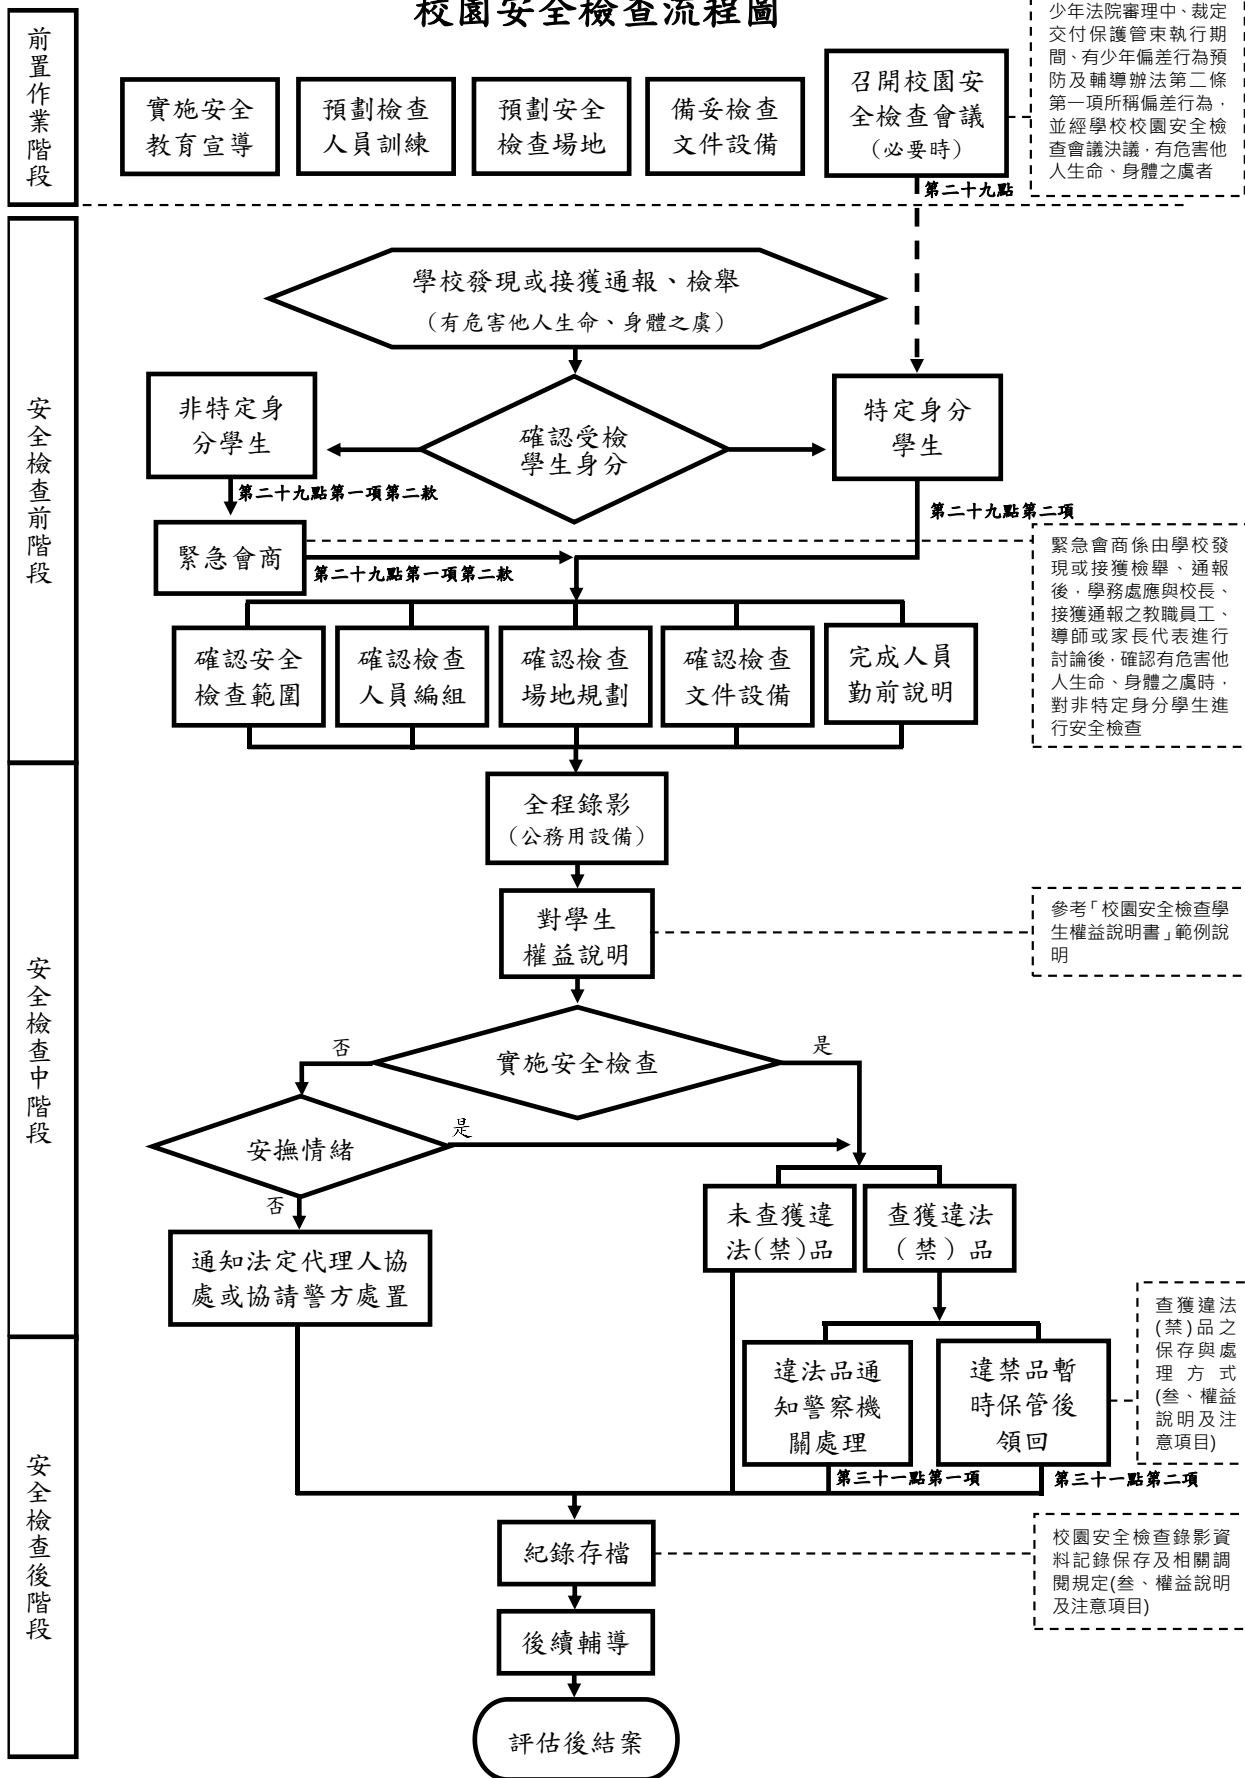 校園安全檢查流程圖
前置作業階段
實施安全
教育宣導
預劃檢查
人員訓練
預劃安全
檢查場地
備妥檢查
文件設備
召開校園安
全檢查會議
(必要時)
少年法院審理中、裁定
交付保護管束執行期
間、有少年偏差行為預
防及輔導辦法第二條
第一項所稱偏差行為，
並經學校校園安全檢
查會議決議，有危害他
人生命、身體之虞者
第二十九點
安全檢查前階段
學校發現或接獲通報、檢舉
(有危害他人生命、身體之虞)
非特定身
分學生
確認受檢
學生身分
特定身分
學生
第二十九點第一項第二款
第二十九點第二項
緊急會商
第二十九點第一項第二款
緊急會商係由學校發
現或接獲檢舉、通報
後，學務處應與校長、
接獲通報之教職員工、
導師或家長代表進行
討論後，確認有危害他
人生命、身體之虞時，
對非特定身分學生進
行安全檢查
確認安全
檢查範圍
確認檢查
人員編組
確認檢查
場地規劃
確認檢查
文件設備
完成人員
勤前說明
安全檢查中階段
全程錄影
(公務用設備)
對學生
權益說明
參考「校園安全檢查學
生權益說明書」範例說
明
實施安全檢查
否
是
安撫情緒
是
否
通知法定代理人協
處或協請警方處置
未查獲違
法(禁)品
查獲違法
(禁)品
查獲違法
(禁)品之
保存與處
理方式
(叁、權益
說明及注
意項目)
安全檢查後階段
違法品通
知警察機
關處理
違禁品暫
時保管後
領回
第三十一點第一項
第三十一點第二項
紀錄存檔
校園安全檢查錄影資
料記錄保存及相關調
閱規定(叁、權益說明
及注意項目)
後續輔導
評估後結案